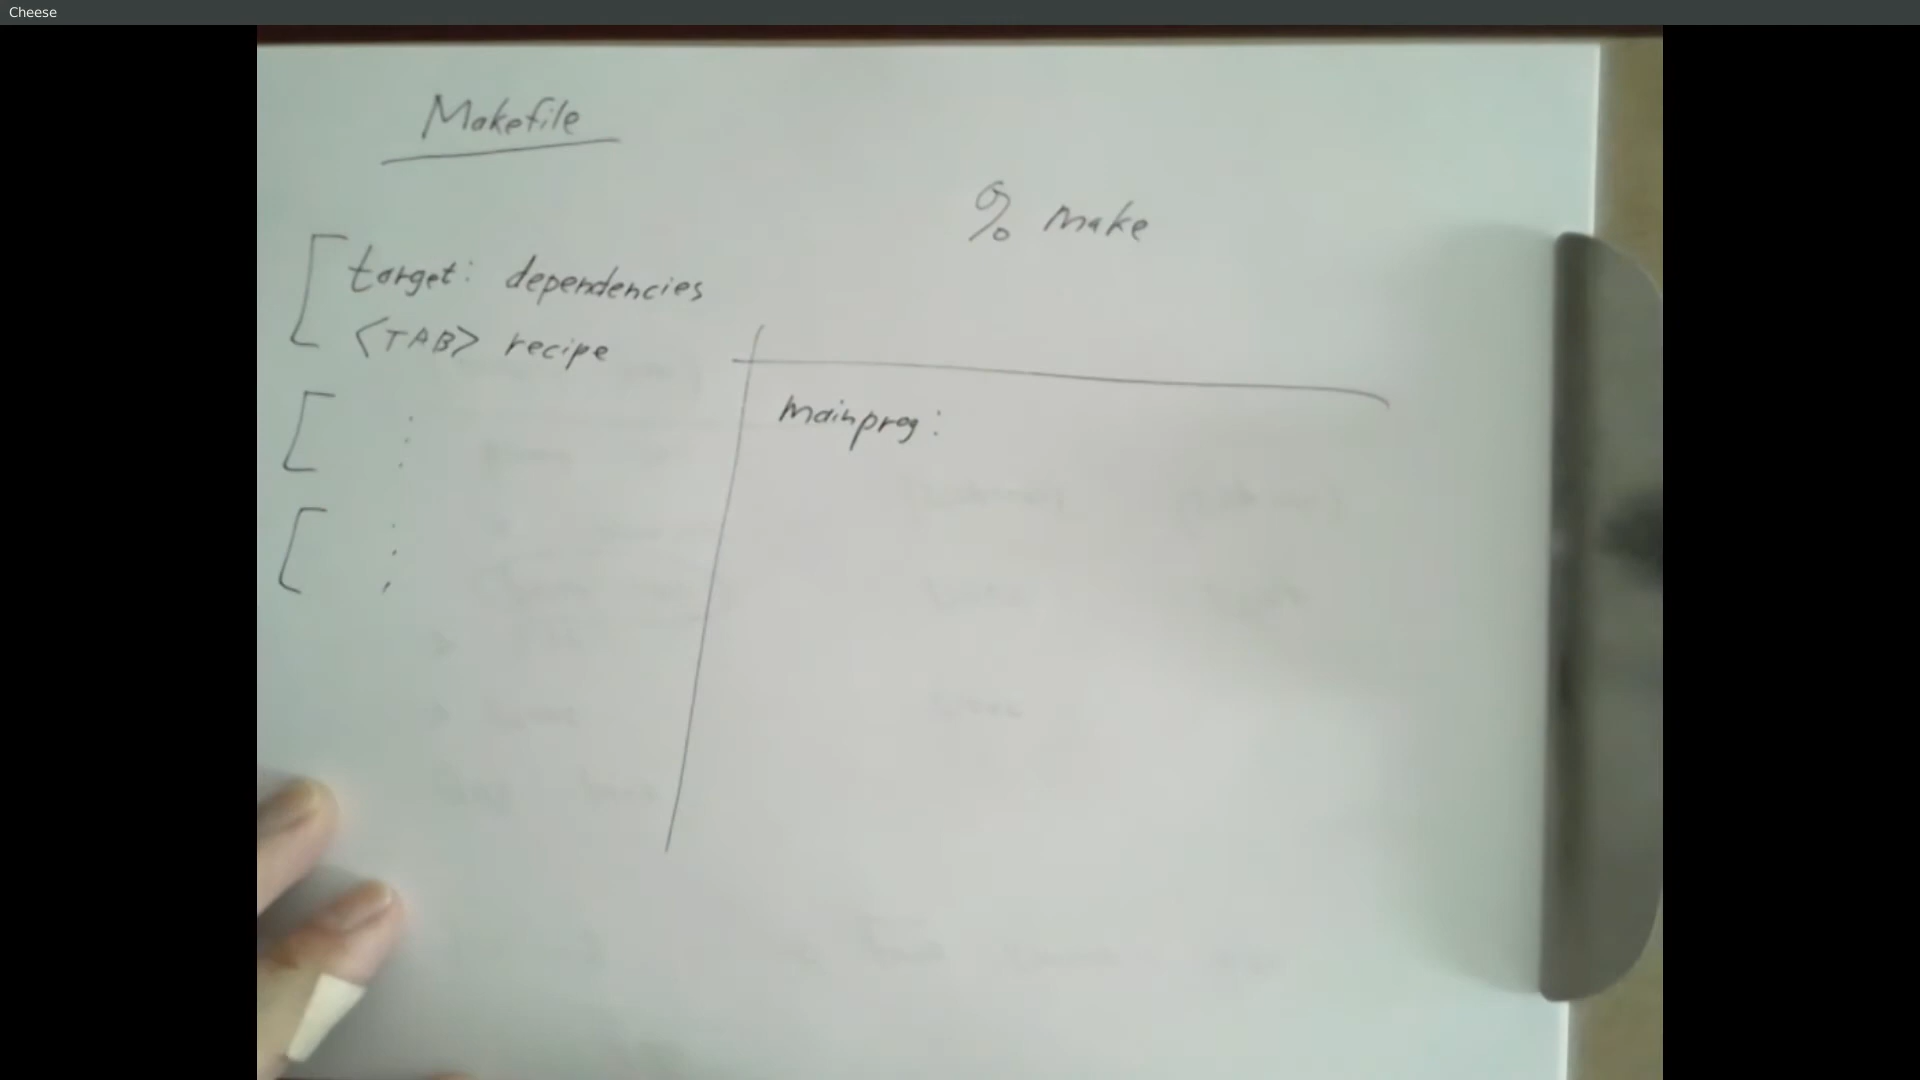 Cheese
Makefile
% make
target: dependencies
<TAB> recipe
mainprog: